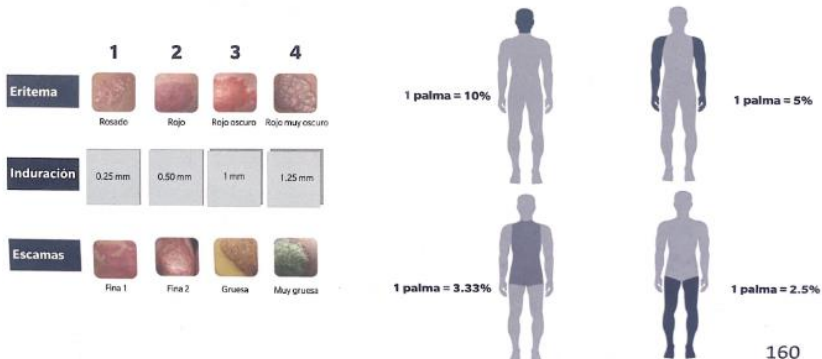 1 2 3 4
Eritema
Rosado Rojo Rojo oscuro Rojo muy oscuro
Induración
0.25 mm 0.50 mm 1 mm 1.25 mm
Escamas
Fina 1 Fina 2 Gruesa Muy gruesa
1 palma = 10%
1 palma = 5%
1 palma = 3.33%
1 palma = 2.5%
160